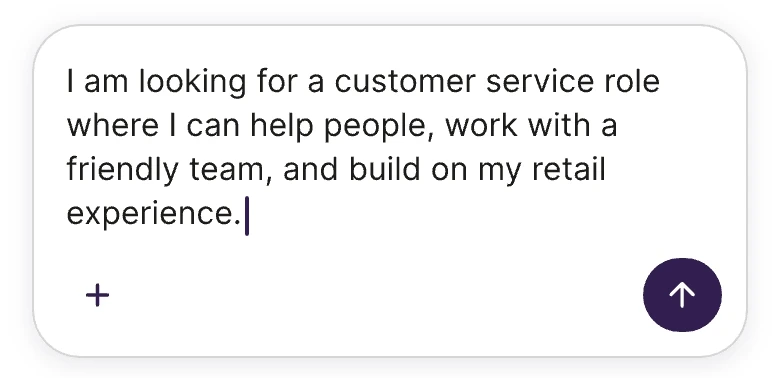 I am looking for a customer service role
where I can help people, work with a
friendly team, and build on my retail
experience.